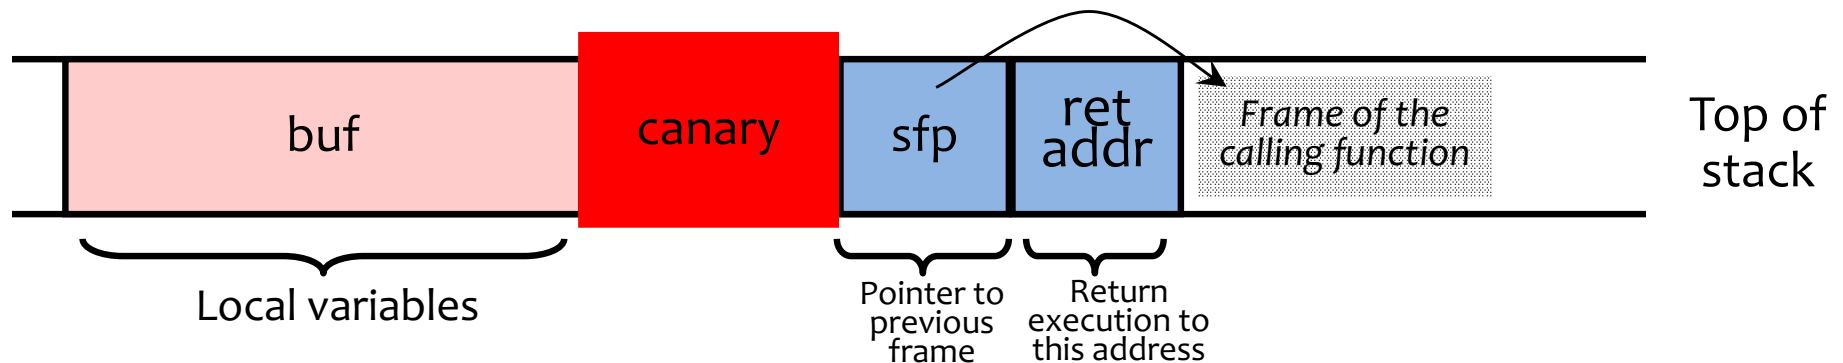 buf
canary
sfp
ret
addr
Frame of the
calling function
Top of
stack
Local variables
Pointer to
previous
frame
Return
execution to
this address